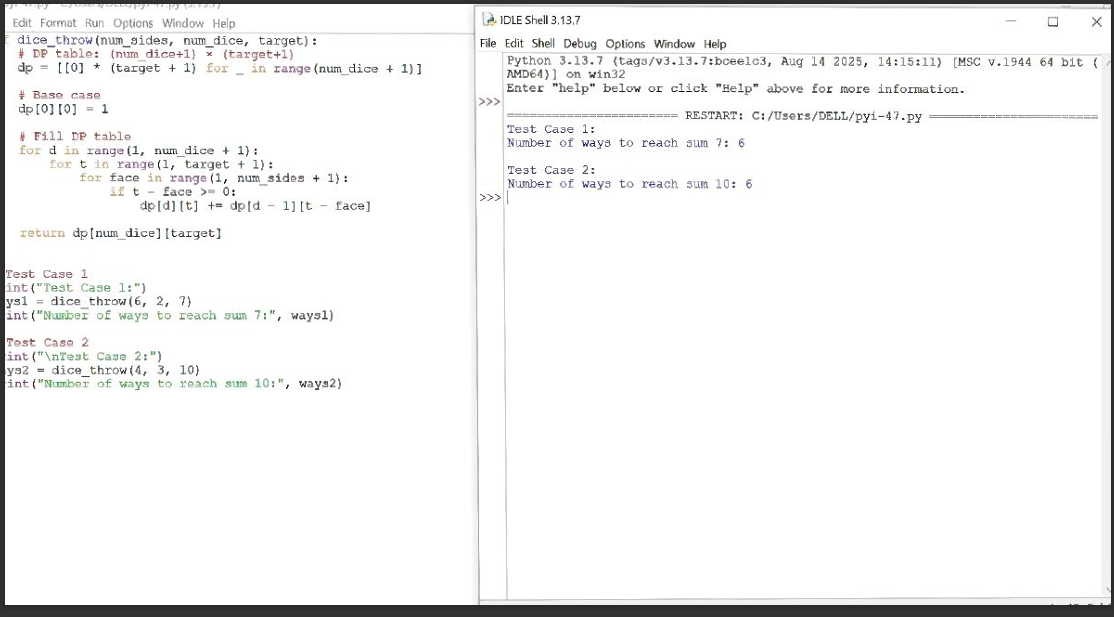 Edit Format Run Options Window Help
dice_throw(num_sides, num_dice, target):
# DP table: (num_dice+1) × (target+1)
dp = [[0] * (target + 1) for _ in range(num_dice + 1)]
# Base case
dp[0][0] = 1
# Fill DP table
for d in range(1, num_dice + 1):
for t in range(1, target + 1):
for face in range(1, num_sides + 1):
if t - face >= 0:
dp[d][t] += dp[d - 1][t - face]
return dp[num_dice][target]
Test Case 1
int("Test Case 1:")
ys1 = dice_throw(6, 2, 7)
int("Number of ways to reach sum 7:", ways1)
Test Case 2
int("\nTest Case 2:")
ys2 = dice_throw(4, 3, 10)
int("Number of ways to reach sum 10:", ways2)
IDLE Shell 3.13.7
File Edit Shell Debug Options Window Help
Python 3.13.7 (tags/v3.13.7:bcee1c3, Aug 14 2025, 14:15:11) [MSC v.1944 64 bit (
AMD64)] on win32
Enter "help" below or click "Help" above for more information.
>>>
======================= RESTART: C:/Users/DELL/pyi-47.py =======================
Test Case 1:
Number of ways to reach sum 7: 6
Test Case 2:
Number of ways to reach sum 10: 6
>>>